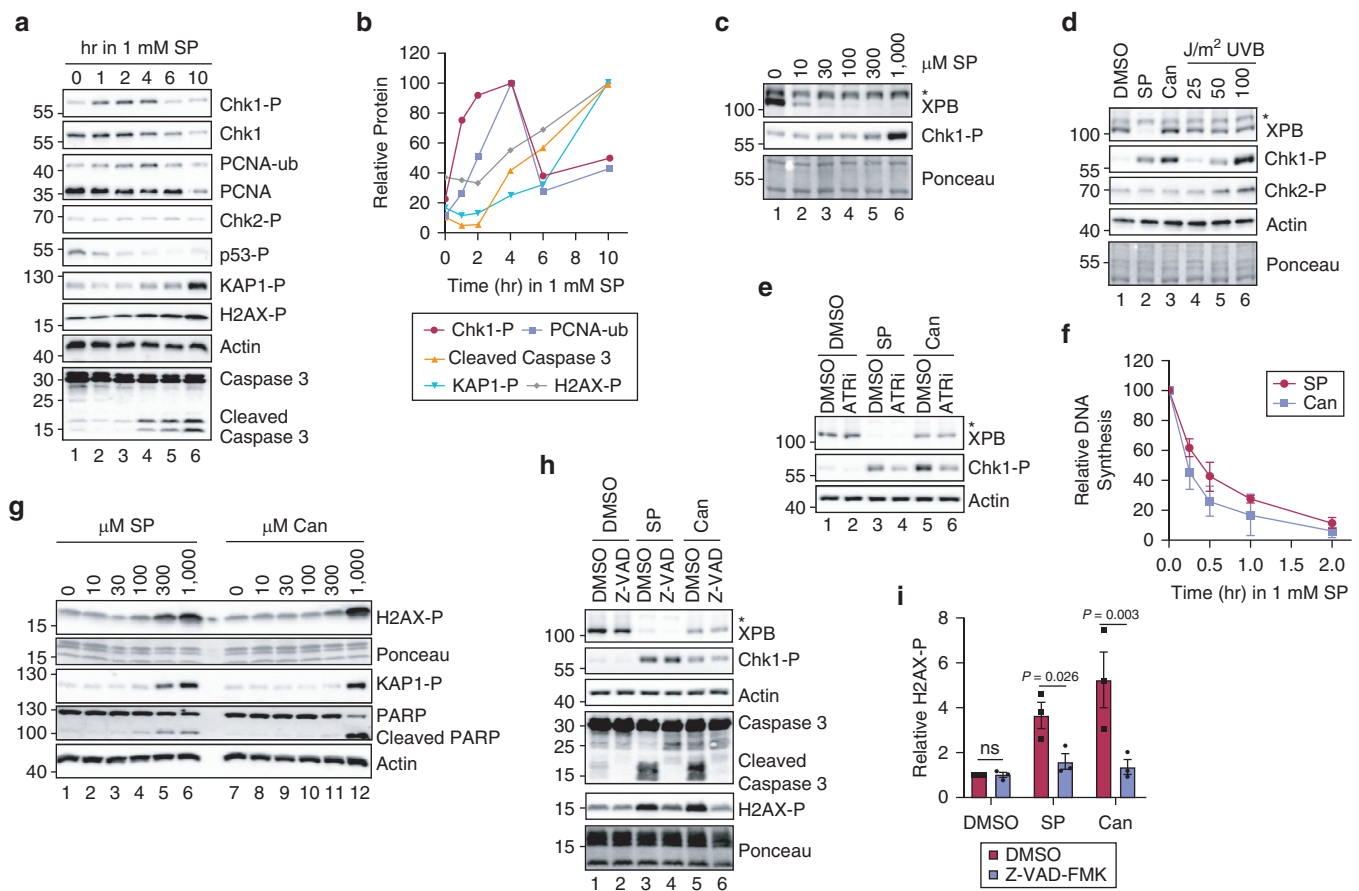 a
hr in 1 mM SP
0 1 2 4 6 10
55 Chk1-P
55 Chk1
40 PCNA-ub
35 PCNA
70 Chk2-P
55 p53-P
130 KAP1-P
15 H2AX-P
40 Actin
30 Caspase 3
25
15 Cleaved Caspase 3
1 2 3 4 5 6
b
Relative Protein
120
100
80
60
40
20
0
0 2 4 6 8 10
Time (hr) in 1 mM SP
Chk1-P PCNA-ub
Cleaved Caspase 3
KAP1-P H2AX-P
c
0 10 30 100 300 1,000 μM SP
*
100 XPB
55 Chk1-P
55 Ponceau
1 2 3 4 5 6
d
J/m² UVB
DMSO SP Can 25 50 100
*
100 XPB
55 Chk1-P
70 Chk2-P
40 Actin
55 Ponceau
1 2 3 4 5 6
e
DMSO SP Can
DMSO ATRi DMSO ATRi DMSO ATRi
*
100 XPB
55 Chk1-P
40 Actin
1 2 3 4 5 6
f
Relative DNA
Synthesis
120
100
80
60
40
20
0
0 0.5 1.0 2.0
Time (hr) in 1 mM SP
SP
Can
g
μM SP μM Can
0 10 30 100 300 1,000 0 10 30 100 300 1,000
15 H2AX-P
15 Ponceau
130 KAP1-P
130 PARP
100 Cleaved PARP
40 Actin
1 2 3 4 5 6 7 8 9 10 11 12
h
DMSO SP Can
DMSO Z-VAD DMSO Z-VAD DMSO Z-VAD
*
100 XPB
55 Chk1-P
40 Actin
30 Caspase 3
25
15 Cleaved
Caspase 3
15 H2AX-P
15 Ponceau
1 2 3 4 5 6
i
Relative H2AX-P
8
6
4
2
0
ns
P = 0.026
P = 0.003
DMSO SP Can
DMSO
Z-VAD-FMK